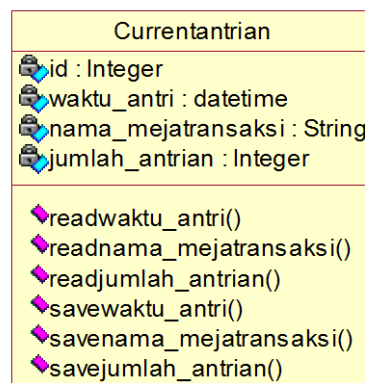 Currentantrian
id : Integer
waktu_antri : datetime
nama_mejatransaksi : String
jumlah_antrian : Integer
readwaktu_antri()
readnama_mejatransaksi()
readjumlah_antrian()
savewaktu_antri()
savenama_mejatransaksi()
savejumlah_antrian()